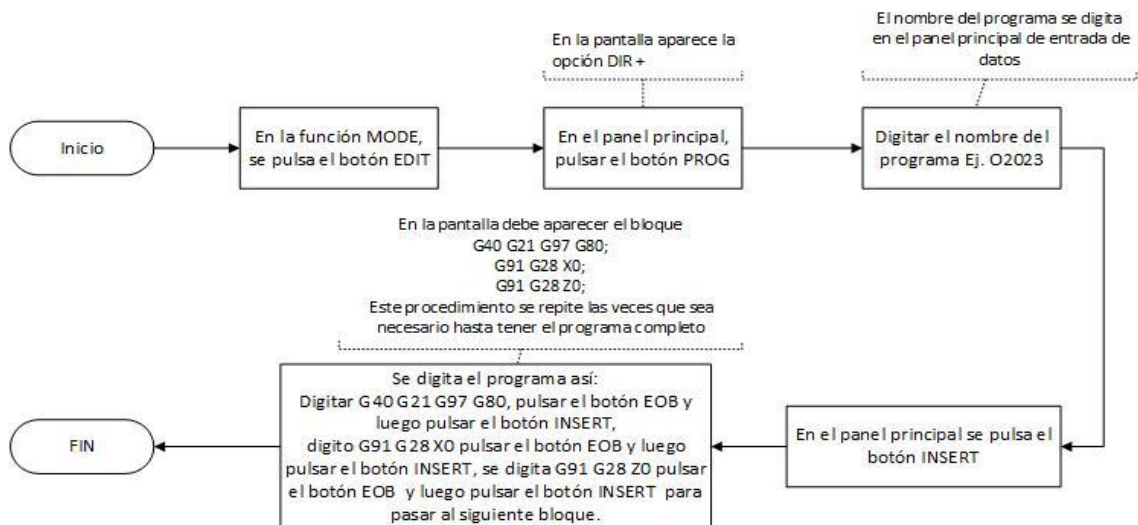 Inicio
En la función MODE,
se pulsa el botón EDIT
En la pantalla aparece la
opción DIR +
En el panel principal,
pulsar el botón PROG
El nombre del programa se digita
en el panel principal de entrada de
datos
Digitar el nombre del
programa Ej. O2023
En el panel principal se pulsa el
botón INSERT
En la pantalla debe aparecer el bloque
G40 G21 G97 G80;
G91 G28 X0;
G91 G28 Z0;
Este procedimiento se repite las veces que sea
necesario hasta tener el programa completo
Se digita el programa así:
Digitar G40 G21 G97 G80, pulsar el botón EOB y
luego pulsar el botón INSERT,
digito G91 G28 X0 pulsar el botón EOB y luego
pulsar el botón INSERT, se digita G91 G28 Z0 pulsar
el botón EOB y luego pulsar el botón INSERT para
pasar al siguiente bloque.
FIN